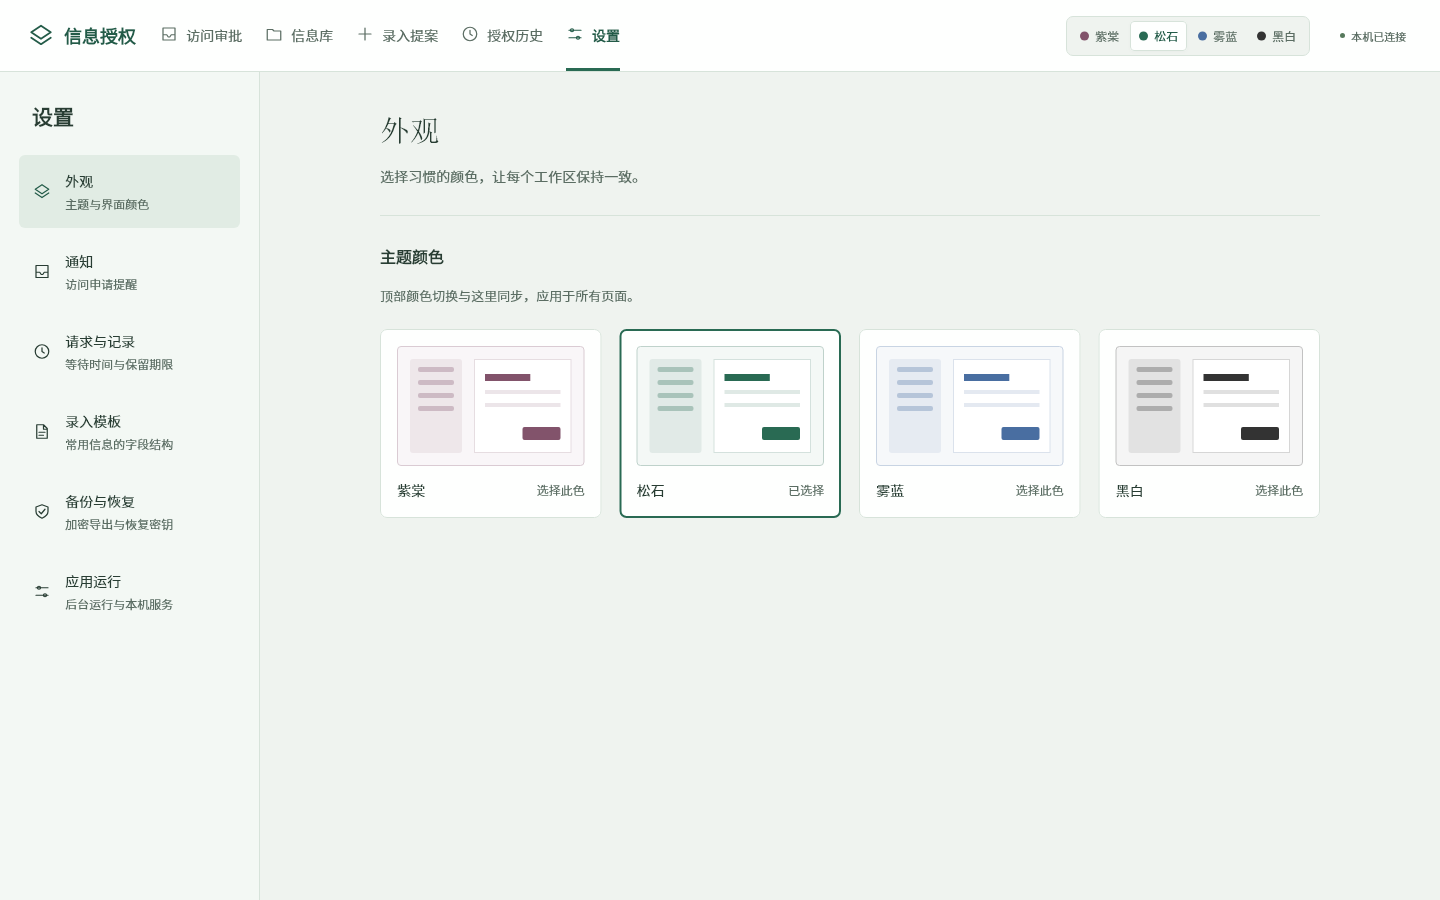 信息授权
访问审批
信息库
录入提案
授权历史
设置
紫棠
松石
雾蓝
黑白
本机已连接
设置
外观
主题与界面颜色
通知
访问申请提醒
请求与记录
等待时间与保留期限
录入模板
常用信息的字段结构
备份与恢复
加密导出与恢复密钥
应用运行
后台运行与本机服务
外观
选择习惯的颜色，让每个工作区保持一致。
主题颜色
顶部颜色切换与这里同步，应用于所有页面。
紫棠 选择此色
松石 已选择
雾蓝 选择此色
黑白 选择此色